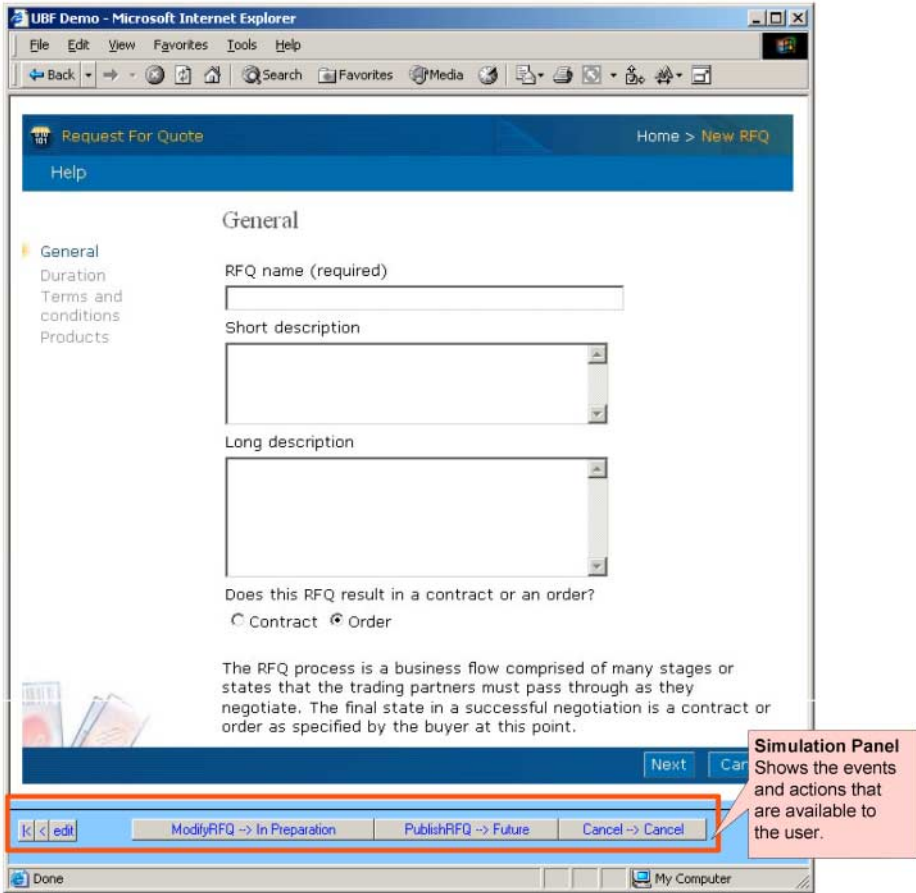 UBF Demo - Microsoft Internet Explorer
File Edit View Favorites Tools Help
Back Search Favorites Media
Request For Quote Home > New RFQ
Help
General
General
Duration
Terms and
conditions
Products
RFQ name (required)
Short description
Long description
Does this RFQ result in a contract or an order?
Contract Order
The RFQ process is a business flow comprised of many stages or
states that the trading partners must pass through as they
negotiate. The final state in a successful negotiation is a contract or
order as specified by the buyer at this point.
Next Can
Simulation Panel
Shows the events
and actions that
are available to
the user.
|< < edit ModifyRFQ --> In Preparation PublishRFQ --> Future Cancel --> Cancel
Done My Computer